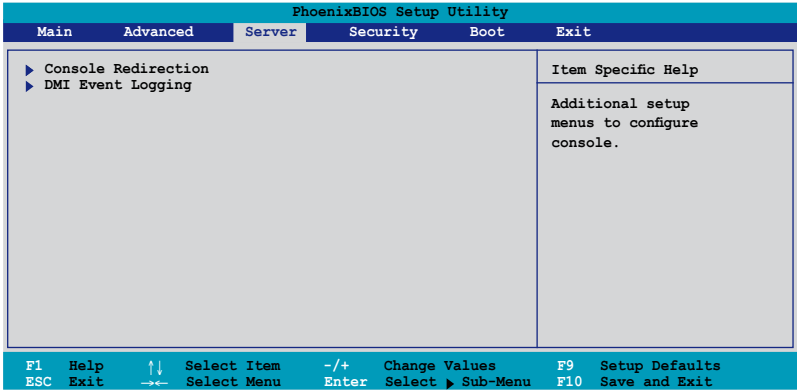 PhoenixBIOS Setup Utility
Main Advanced Server Security Boot Exit
Console Redirection
DMI Event Logging
Item Specific Help
Additional setup
menus to configure
console.
F1 Help ↑↓ Select Item -/+ Change Values F9 Setup Defaults
ESC Exit →← Select Menu Enter Select ▶ Sub-Menu F10 Save and Exit